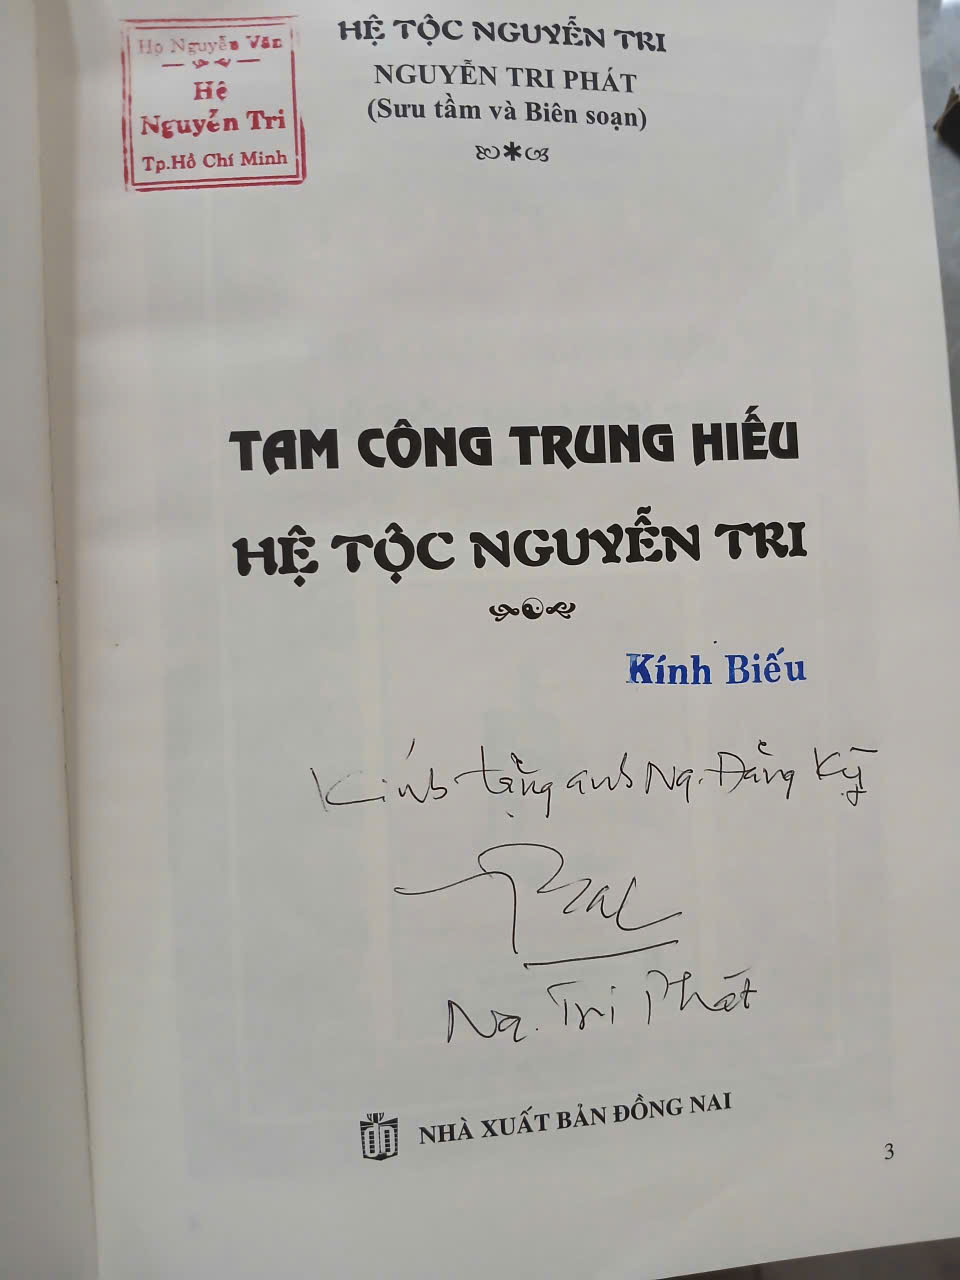 Họ Nguyễn Văn
Hệ
Nguyễn Tri
Tp.Hồ Chí Minh
HỆ TỘC NGUYỄN TRI
NGUYỄN TRI PHÁT
(Sưu tầm và Biên soạn)
TAM CÔNG TRUNG HIẾU
HỆ TỘC NGUYỄN TRI
Kính Biếu
Kính tặng anh Ng. Đăng Kỳ
Ng. Tri Phát
NHÀ XUẤT BẢN ĐỒNG NAI
3